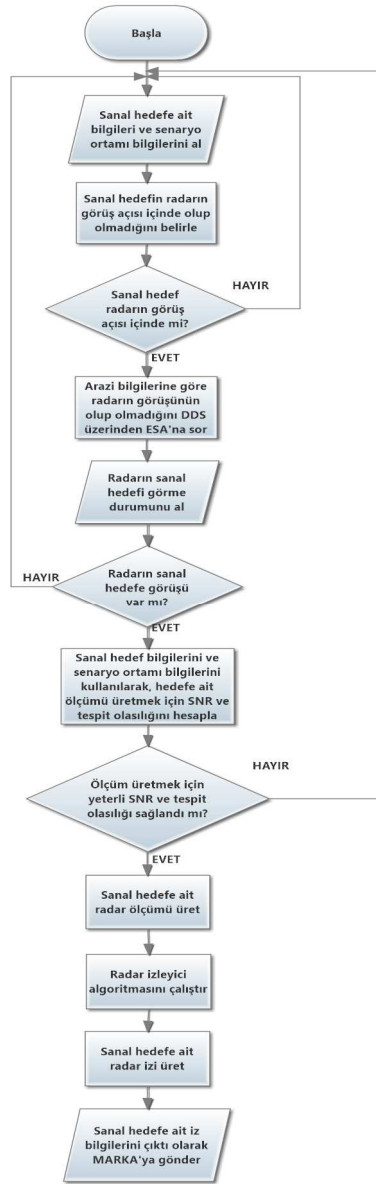 Başla
Sanal hedefe ait
bilgileri ve senaryo
ortamı bilgilerini al
Sanal hedefin radarın
görüş açısı içinde olup
olmadığını belirle
Sanal hedef
radarın görüş
açısı içinde mi?
HAYIR
EVET
Arazi bilgilerine göre
radarın görüşünün
olup olmadığını DDS
üzerinden ESA'na sor
Radarın sanal
hedefi görme
durumunu al
HAYIR
Radarın sanal
hedefe görüşü
var mı?
EVET
Sanal hedef bilgilerini ve
senaryo ortamı bilgilerini
kullanılarak, hedefe ait
ölçümü üretmek için SNR ve
tespit olasılığını hesapla
HAYIR
Ölçüm üretmek için
yeterli SNR ve tespit
olasılığı sağlandı mı?
EVET
Sanal hedefe ait
radar ölçümü üret
Radar izleyici
algoritmasını çalıştır
Sanal hedefe ait
radar izi üret
Sanal hedefe ait iz
bilgilerini çıktı olarak
MARKA'ya gönder